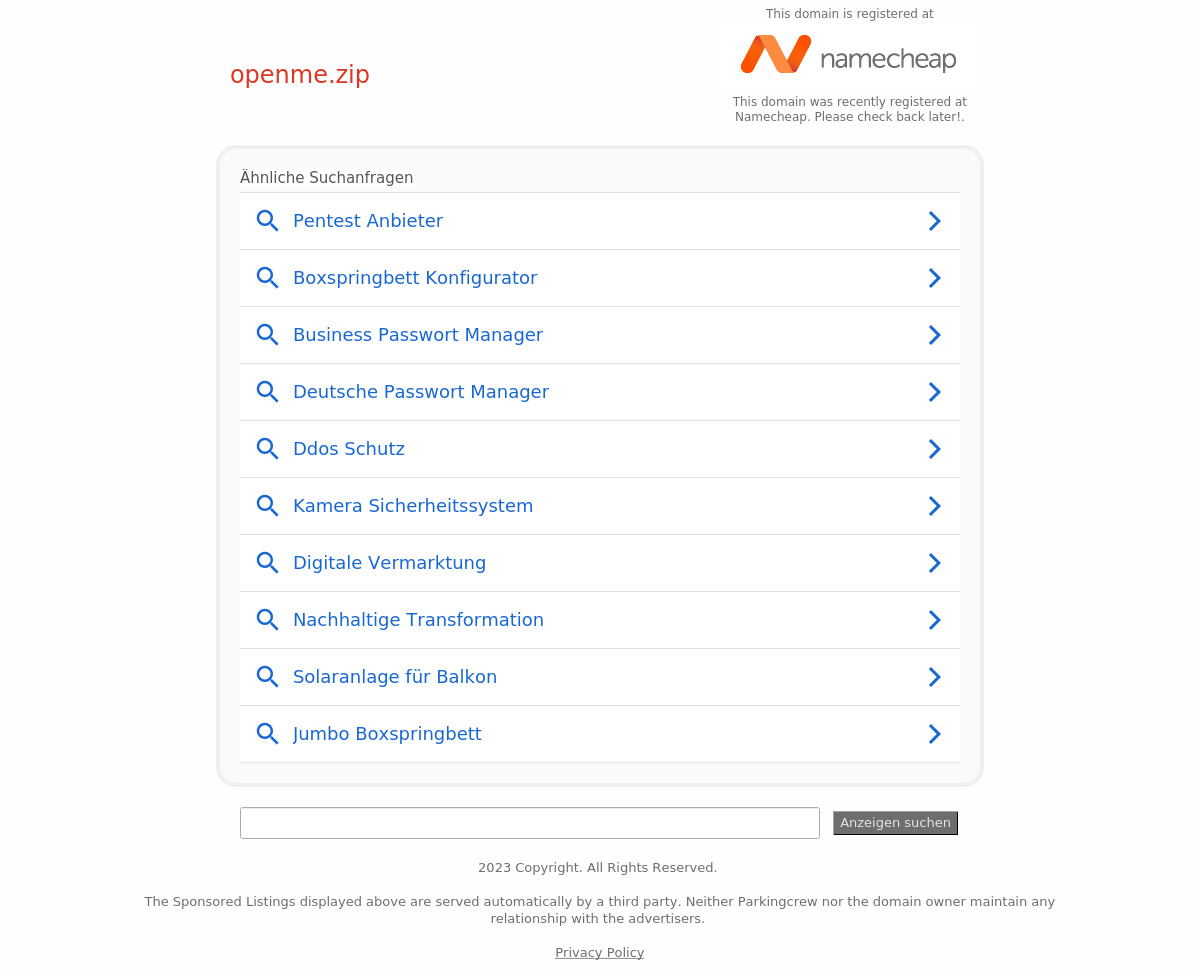 This domain is registered at
namecheap
openme.zip
This domain was recently registered at
Namecheap. Please check back later!.
Ähnliche Suchanfragen
Pentest Anbieter
Boxspringbett Konfigurator
Business Passwort Manager
Deutsche Passwort Manager
Ddos Schutz
Kamera Sicherheitssystem
Digitale Vermarktung
Nachhaltige Transformation
Solaranlage für Balkon
Jumbo Boxspringbett
Anzeigen suchen
2023 Copyright. All Rights Reserved.
The Sponsored Listings displayed above are served automatically by a third party. Neither Parkingcrew nor the domain owner maintain any
relationship with the advertisers.
Privacy Policy